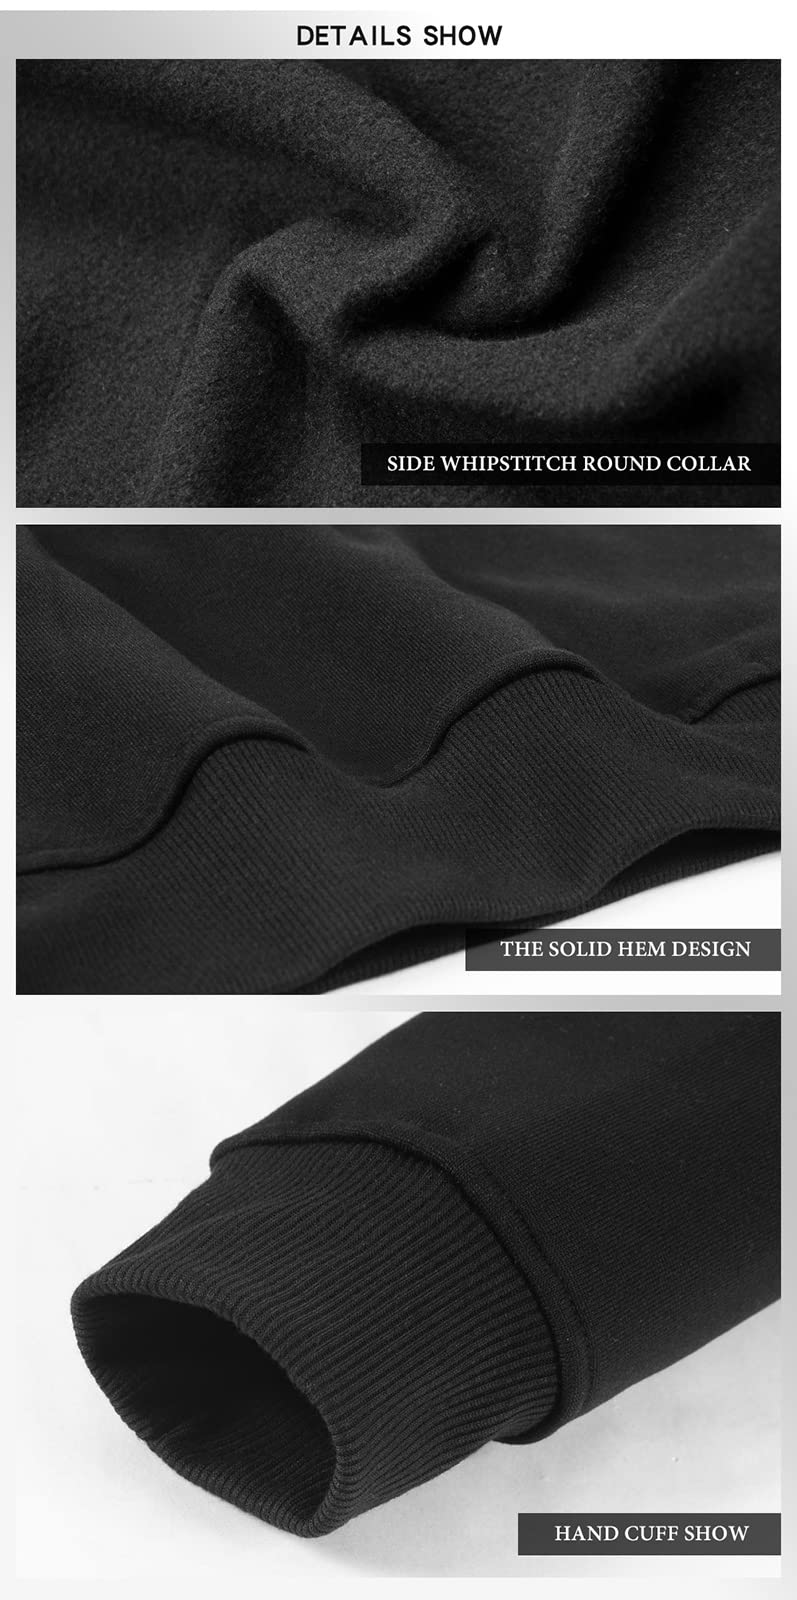 DETAILS SHOW
SIDE WHIPSTITCH ROUND COLLAR
THE SOLID HEM DESIGN
HAND CUFF SHOW